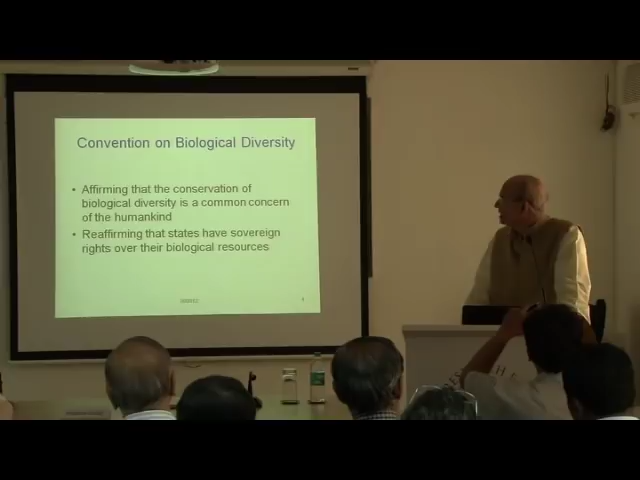 Convention on Biological Diversity
• Affirming that the conservation of
biological diversity is a common concern
of the humankind
• Reaffirming that states have sovereign
rights over their biological resources